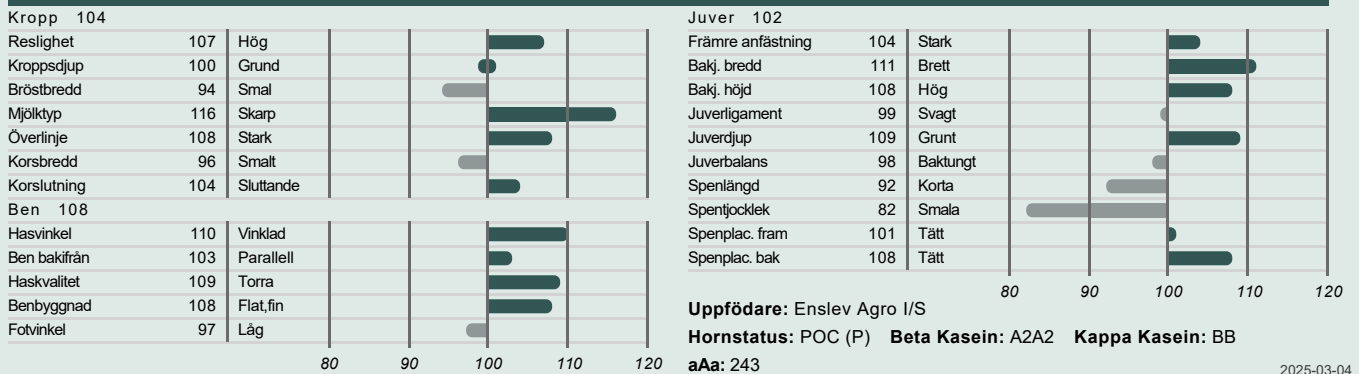 Kropp 104
Reslighet 107 Hög
Kroppsdjup 100 Grund
Bröstbredd 94 Smal
Mjölktyp 116 Skarp
Överlinje 108 Stark
Korsbredd 96 Smalt
Korslutning 104 Sluttande
Ben 108
Hasvinkel 110 Vinklad
Ben bakifrån 103 Parallell
Haskvalitet 109 Torra
Benbyggnad 108 Flat,fin
Fotvinkel 97 Låg
80 90 100 110 120
Juver 102
Främre anfästning 104 Stark
Bakj. bredd 111 Brett
Bakj. höjd 108 Hög
Juverligament 99 Svagt
Juverdjup 109 Grunt
Juverbalans 98 Baktungt
Spenlängd 92 Korta
Spentjocklek 82 Smala
Spenplac. fram 101 Tätt
Spenplac. bak 108 Tätt
80 90 100 110 120
Uppfödare: Enslev Agro I/S
Hornstatus: POC (P) Beta Kasein: A2A2 Kappa Kasein: BB
aAa: 243
2025-03-04